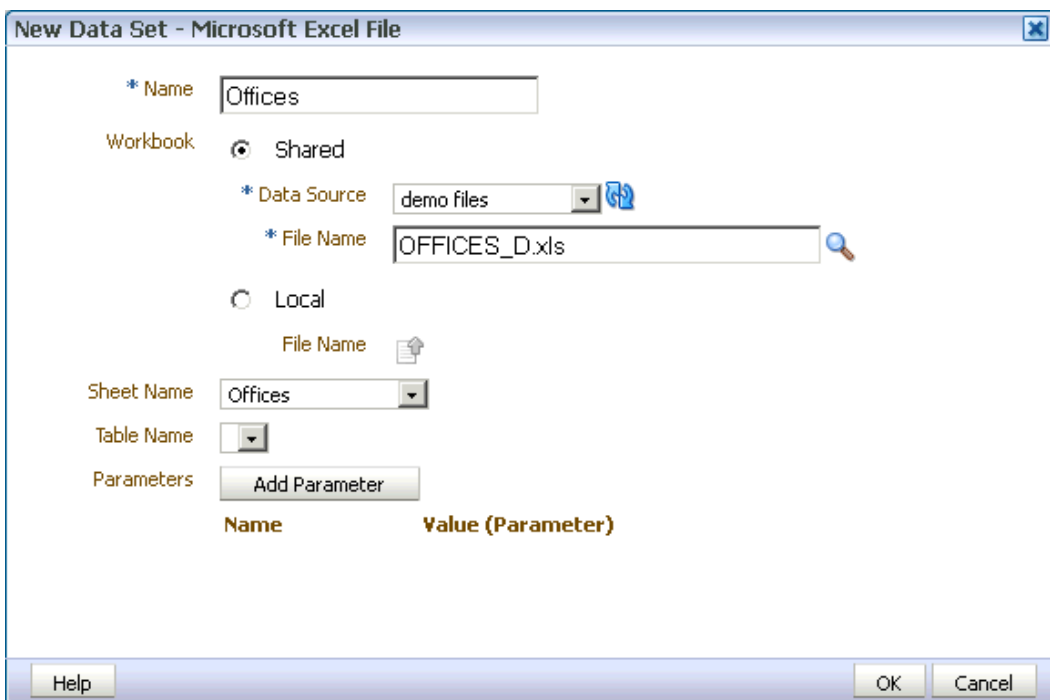 New Data Set - Microsoft Excel File
* Name Offices
Workbook Shared
* Data Source demo files
* File Name OFFICES_D.xls
Local
File Name
Sheet Name Offices
Table Name
Parameters Add Parameter
Name Value (Parameter)
Help OK Cancel